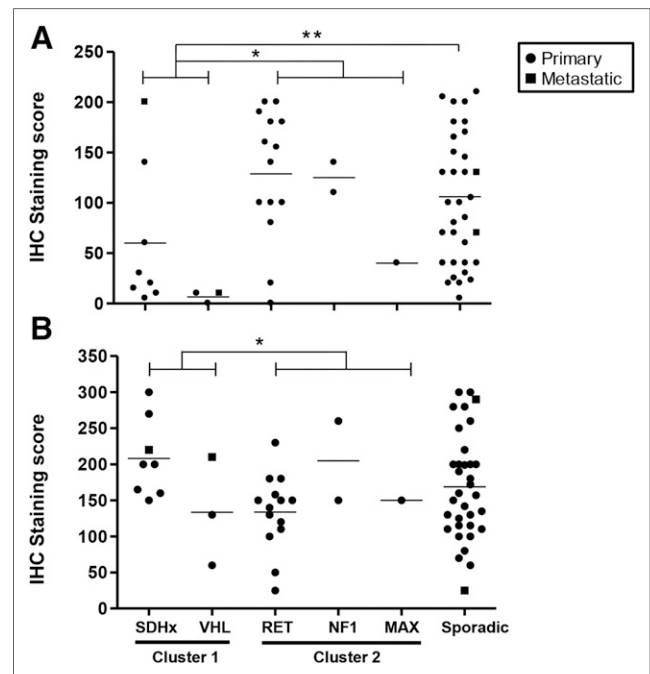 A
**
*
Primary
Metastatic
IHC Staining score
250
200
150
100
50
0
B
*
IHC Staining score
350
300
250
200
150
100
50
0
SDHx VHL RET NF1 MAX Sporadic
Cluster 1 Cluster 2